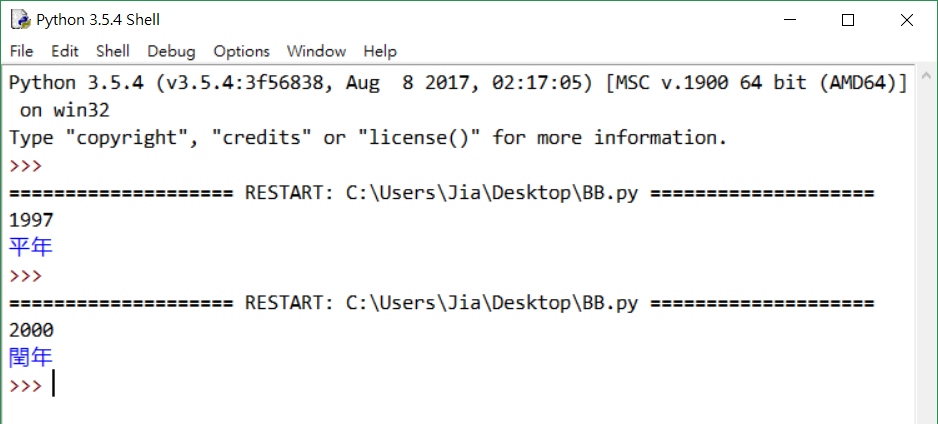 Python 3.5.4 Shell
File Edit Shell Debug Options Window Help
Python 3.5.4 (v3.5.4:3f56838, Aug  8 2017, 02:17:05) [MSC v.1900 64 bit (AMD64)]
 on win32
Type "copyright", "credits" or "license()" for more information.
>>>
==================== RESTART: C:\Users\Jia\Desktop\BB.py ====================
1997
平年
>>>
==================== RESTART: C:\Users\Jia\Desktop\BB.py ====================
2000
閏年
>>>